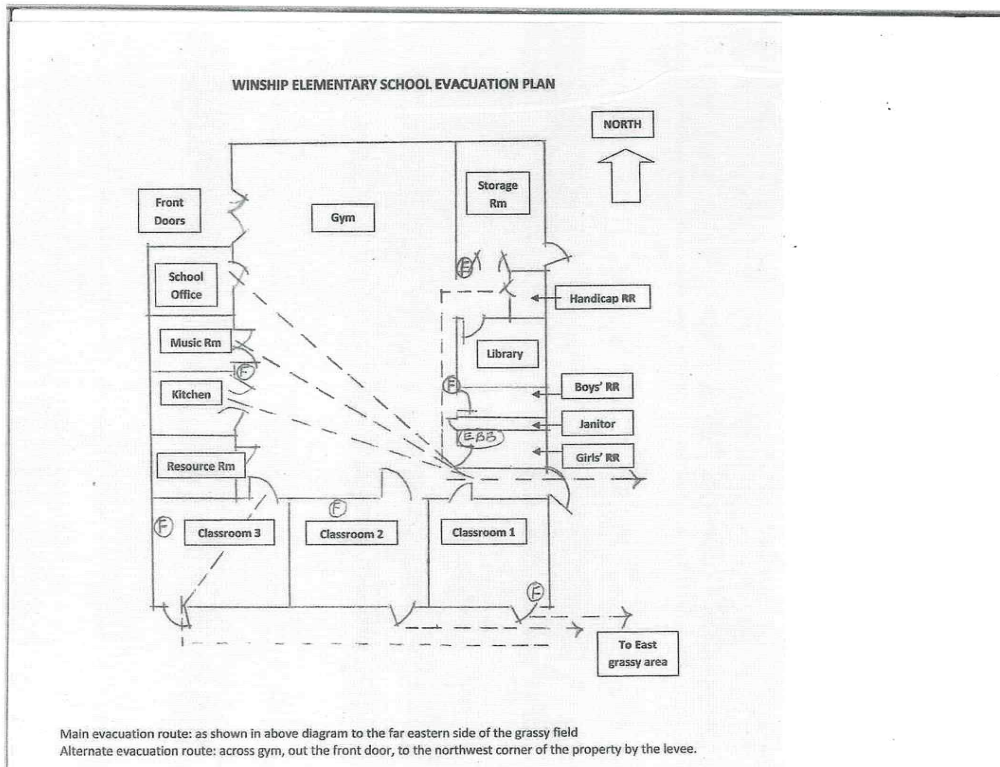 WINSHIP ELEMENTARY SCHOOL EVACUATION PLAN
NORTH
Storage
Rm
Front
Doors
Gym
School
Office
E
Handicap RR
Music Rm
Library
F
Kitchen
F
Boys' RR
Janitor
EBB
Girls' RR
Resource Rm
F
F
Classroom 3
Classroom 2
Classroom 1
F
To East
grassy area
Main evacuation route: as shown in above diagram to the far eastern side of the grassy field
Alternate evacuation route: across gym, out the front door, to the northwest corner of the property by the levee.